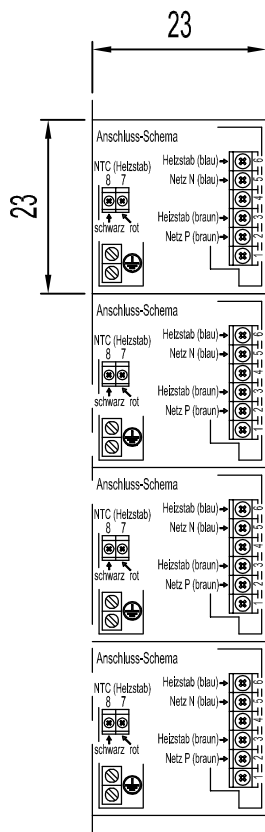 23
23
Anschluss-Schema
NTC (Heizstab)
8 7
schwarz rot
Heizstab (blau)
Netz N (blau)
Heizstab (braun)
Netz P (braun)
6
5
4
3
2
1
Anschluss-Schema
NTC (Heizstab)
8 7
schwarz rot
Heizstab (blau)
Netz N (blau)
Heizstab (braun)
Netz P (braun)
6
5
4
3
2
1
Anschluss-Schema
NTC (Heizstab)
8 7
schwarz rot
Heizstab (blau)
Netz N (blau)
Heizstab (braun)
Netz P (braun)
6
5
4
3
2
1
Anschluss-Schema
NTC (Heizstab)
8 7
schwarz rot
Heizstab (blau)
Netz N (blau)
Heizstab (braun)
Netz P (braun)
6
5
4
3
2
1